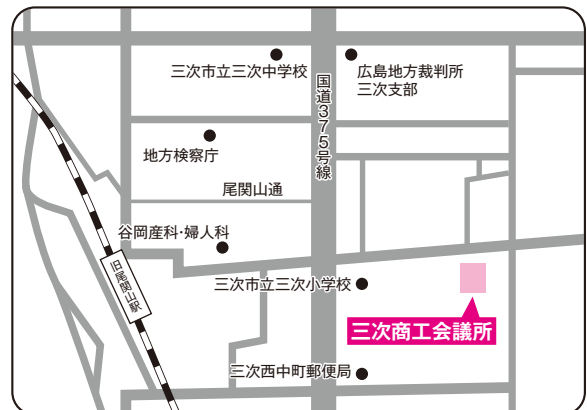 三次市立三次中学校
広島地方裁判所
三次支部
国道375号線
地方検察庁
尾関山通
谷岡産科・婦人科
旧尾関山駅
三次市立三次小学校
三次商工会議所
三次西中町郵便局